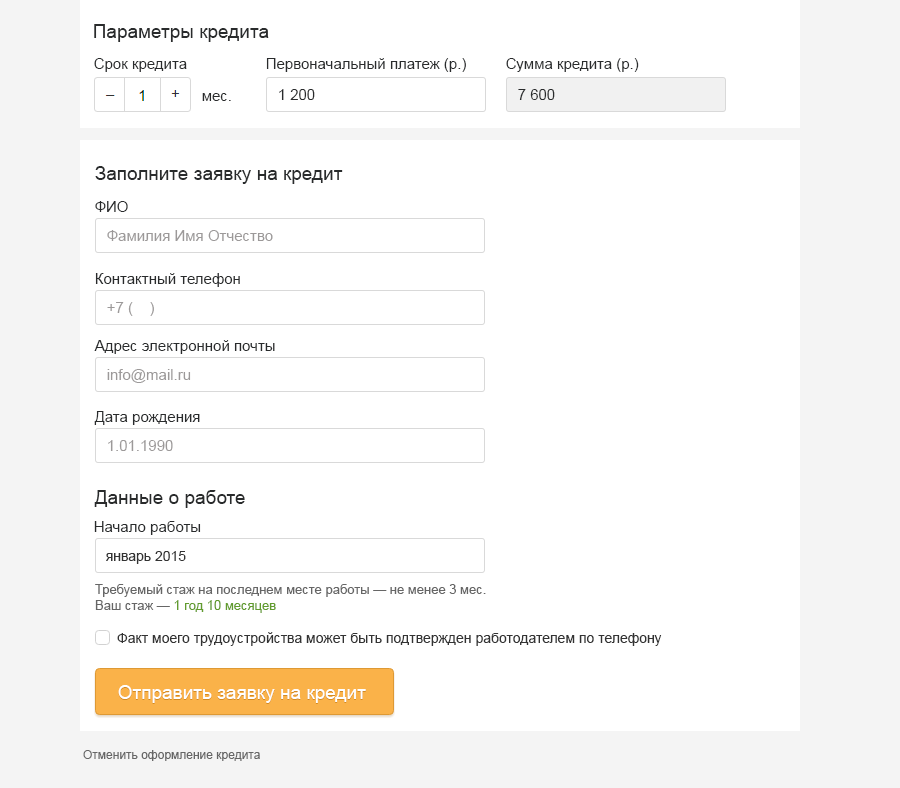 Параметры кредита
Срок кредита Первоначальный платеж (р.) Сумма кредита (р.)
– 1 + мес. 1 200 7 600
Заполните заявку на кредит
ФИО
Фамилия Имя Отчество
Контактный телефон
+7 ( )
Адрес электронной почты
info@mail.ru
Дата рождения
1.01.1990
Данные о работе
Начало работы
январь 2015
Требуемый стаж на последнем месте работы — не менее 3 мес.
Ваш стаж — 1 год 10 месяцев
Факт моего трудоустройства может быть подтвержден работодателем по телефону
Отправить заявку на кредит
Отменить оформление кредита